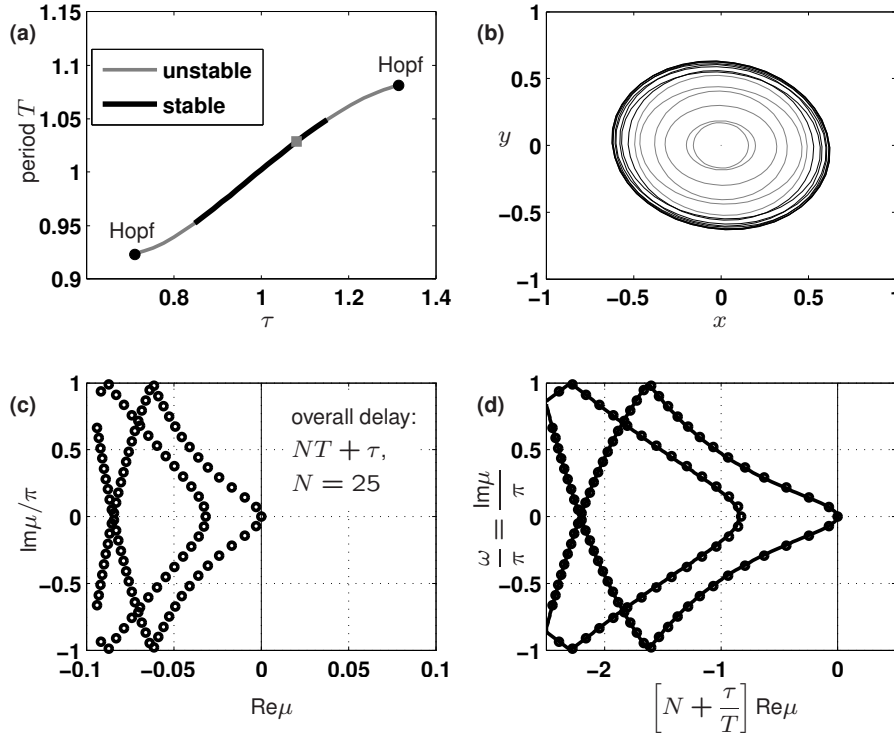 (a)
1.15
1.1
1.05
1
0.95
0.9
period T
unstable
stable
Hopf
Hopf
0.8
1
1.2
1.4
τ
(b)
1
0.5
0
−0.5
−1
y
−1
−0.5
0
0.5
1
x
(c)
1
0.5
0
−0.5
−1
Imμ/π
overall delay:
NT + τ,
N = 25
−0.1
−0.05
0
0.05
0.1
Reμ
(d)
1
0.5
0
−0.5
−1
ω/π = Imμ/π
−2
−1
0
[N + τ/T] Reμ